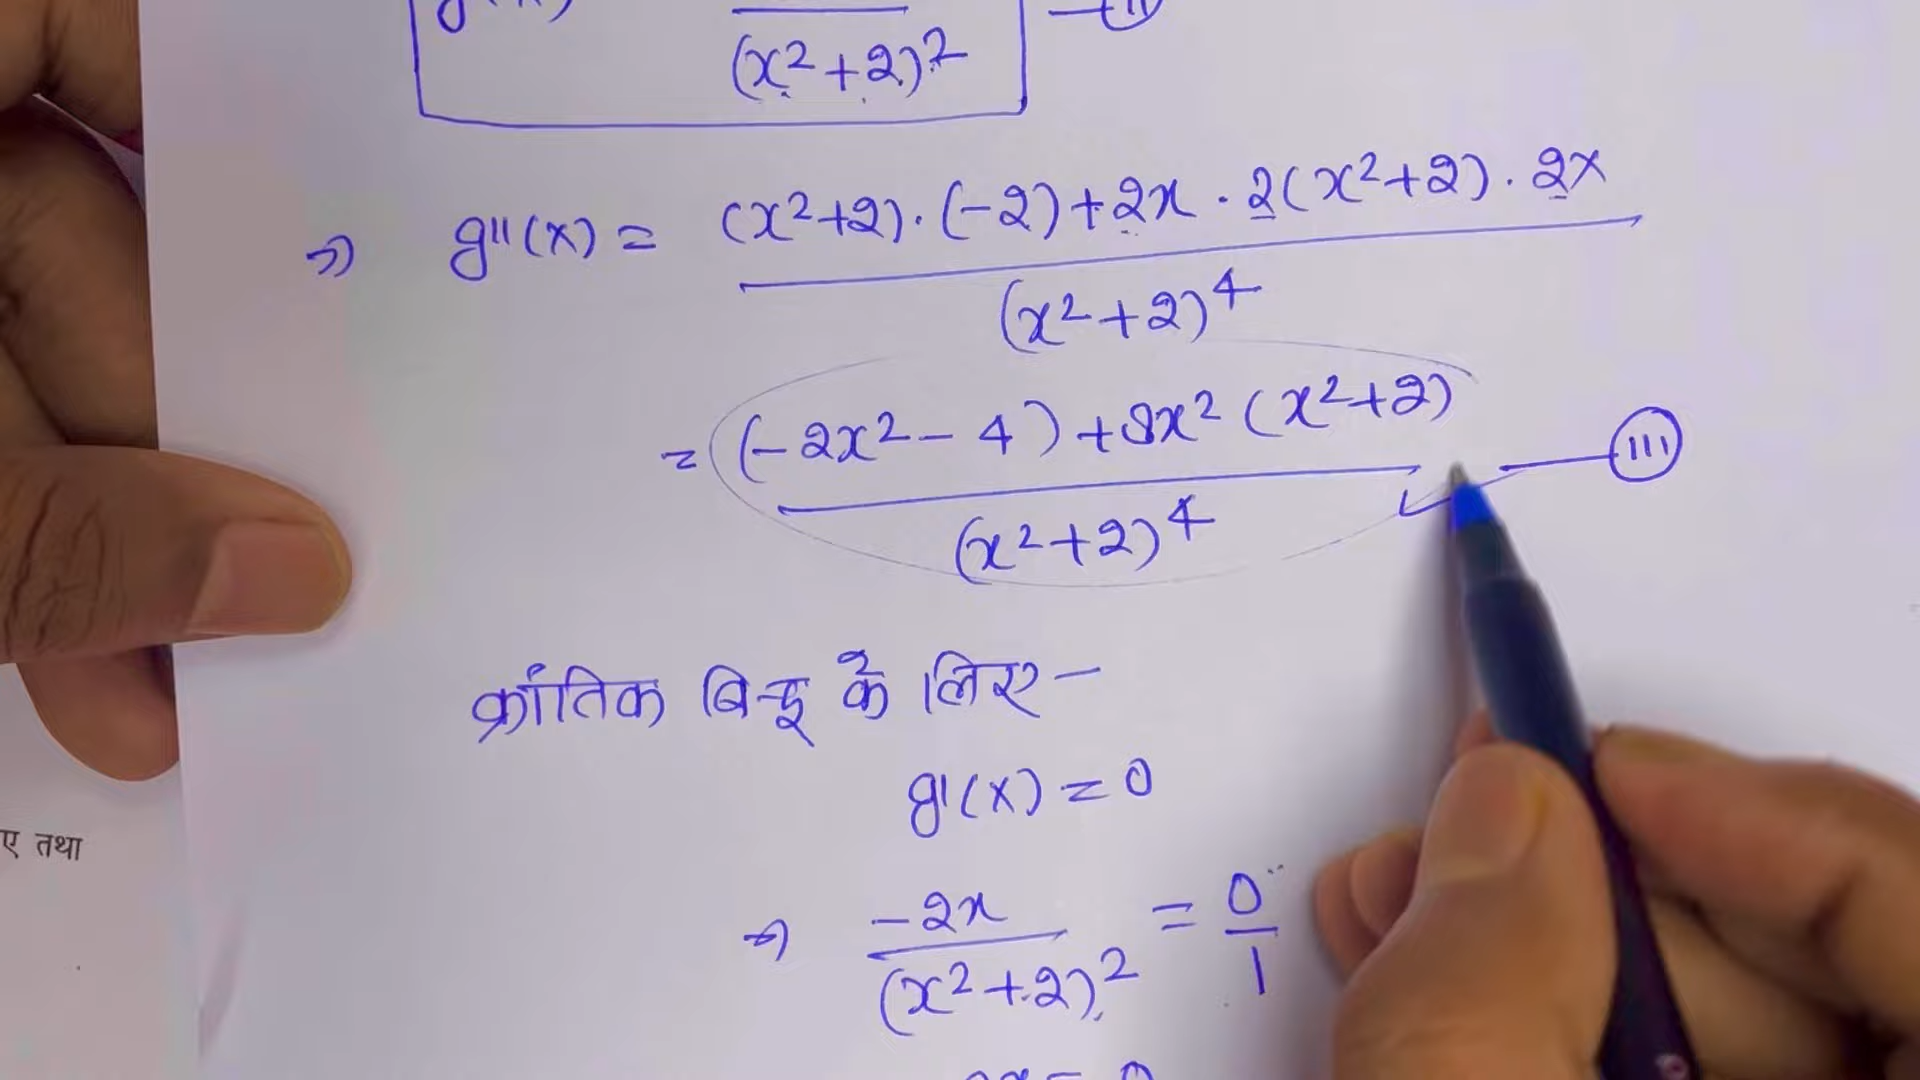 (x²+2)²
⇒ g''(x) = (x²+2)·(-2)+2x · 2(x²+2) · 2x
(x²+2)⁴
= (-2x²-4)+8x² (x²+2) — III
(x²+2)⁴
क्रांतिक बिन्दू के लिए-
g'(x) = 0
ए तथा
⇒ -2x / (x²+2)² = 0/1